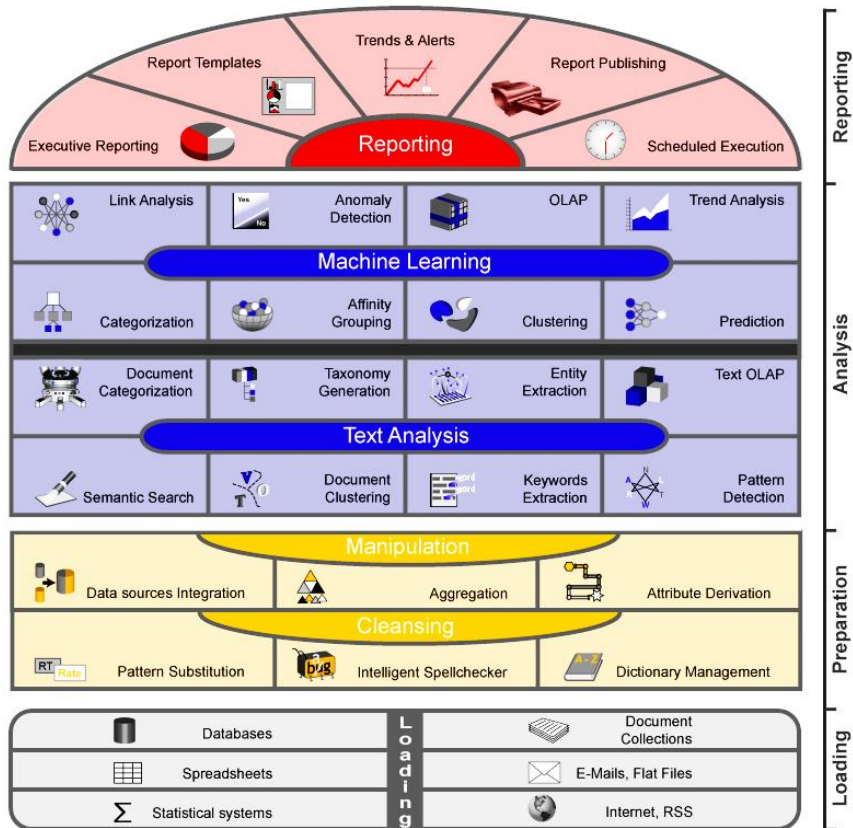 Trends & Alerts
Report Templates
Report Publishing
Executive Reporting
Reporting
Scheduled Execution
Reporting
Link Analysis
Yes
No
Anomaly
Detection
OLAP
Trend Analysis
Machine Learning
Categorization
Affinity
Grouping
Clustering
Prediction
Analysis
Document
Categorization
Taxonomy
Generation
Entity
Extraction
Text OLAP
Text Analysis
Semantic Search
V
O
T
Document
Clustering
word
word
Keywords
Extraction
N
A
L
T
W
Pattern
Detection
Manipulation
Data sources Integration
Aggregation
Attribute Derivation
Preparation
Cleansing
RT
Rate
Pattern Substitution
a
bug
Intelligent Spellchecker
A - Z
Dictionary Management
Loading
Databases
Document
Collections
Spreadsheets
E-Mails, Flat Files
Σ
Statistical systems
Internet, RSS
Loading